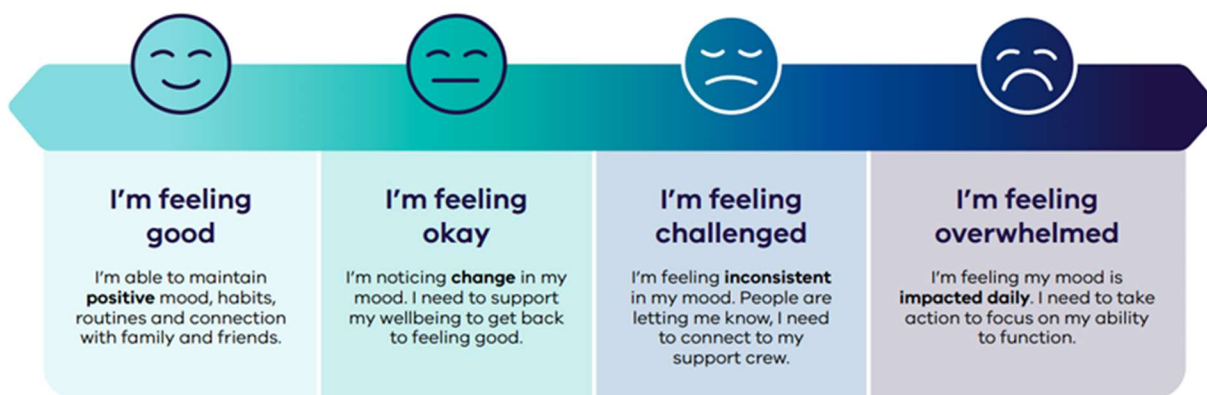 I'm feeling
good
I'm able to maintain
positive mood, habits,
routines and connection
with family and friends.
I'm feeling
okay
I'm noticing change in my
mood. I need to support
my wellbeing to get back
to feeling good.
I'm feeling
challenged
I'm feeling inconsistent
in my mood. People are
letting me know, I need
to connect to my
support crew.
I'm feeling
overwhelmed
I'm feeling my mood is
impacted daily. I need to take
action to focus on my ability
to function.